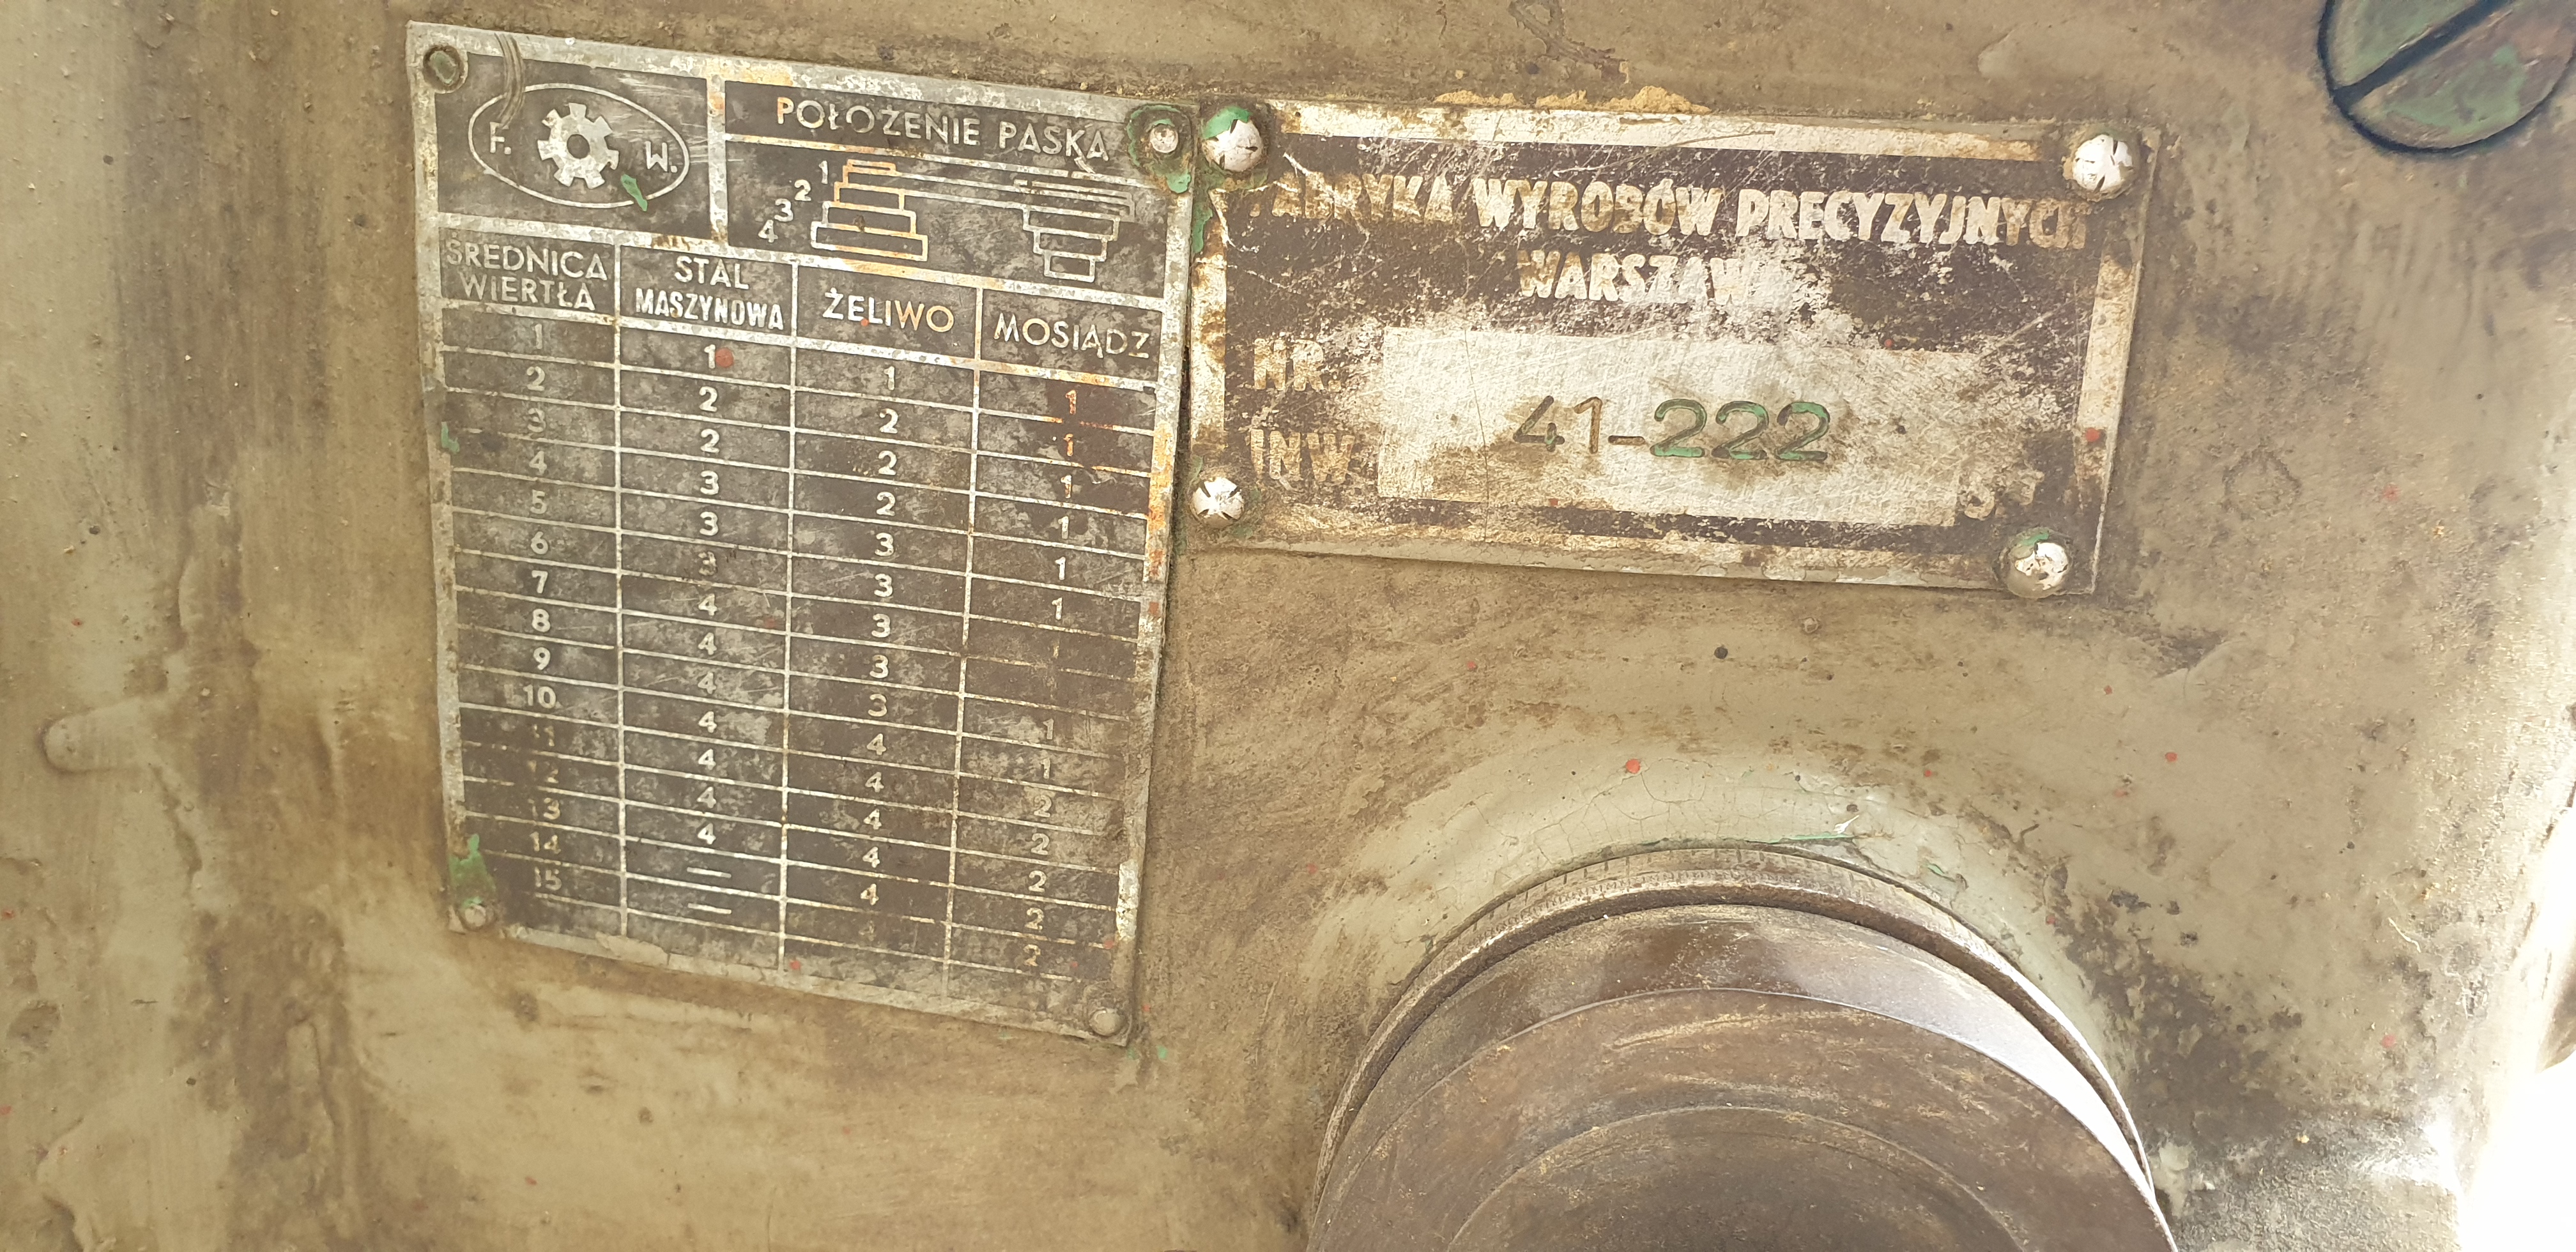 F. W.
POŁOŻENIE PASKA
1
2
3
4
ŚREDNICA WIERTŁA STAL MASZYNOWA ŻELIWO MOSIĄDZ
1 1 1 1
2 2 2 1
3 2 2 1
4 3 2 1
5 3 3 1
6 3 3 1
7 4 3
8 4 3
9 4 3 1
10 4 4 1
11 4 4 2
12 4 4 2
13 4 4 2
14 — 4 2
15 — 2
FABRYKA WYROBÓW PRECYZYJNYCH
WARSZAWA
NR.
INW. 41-222